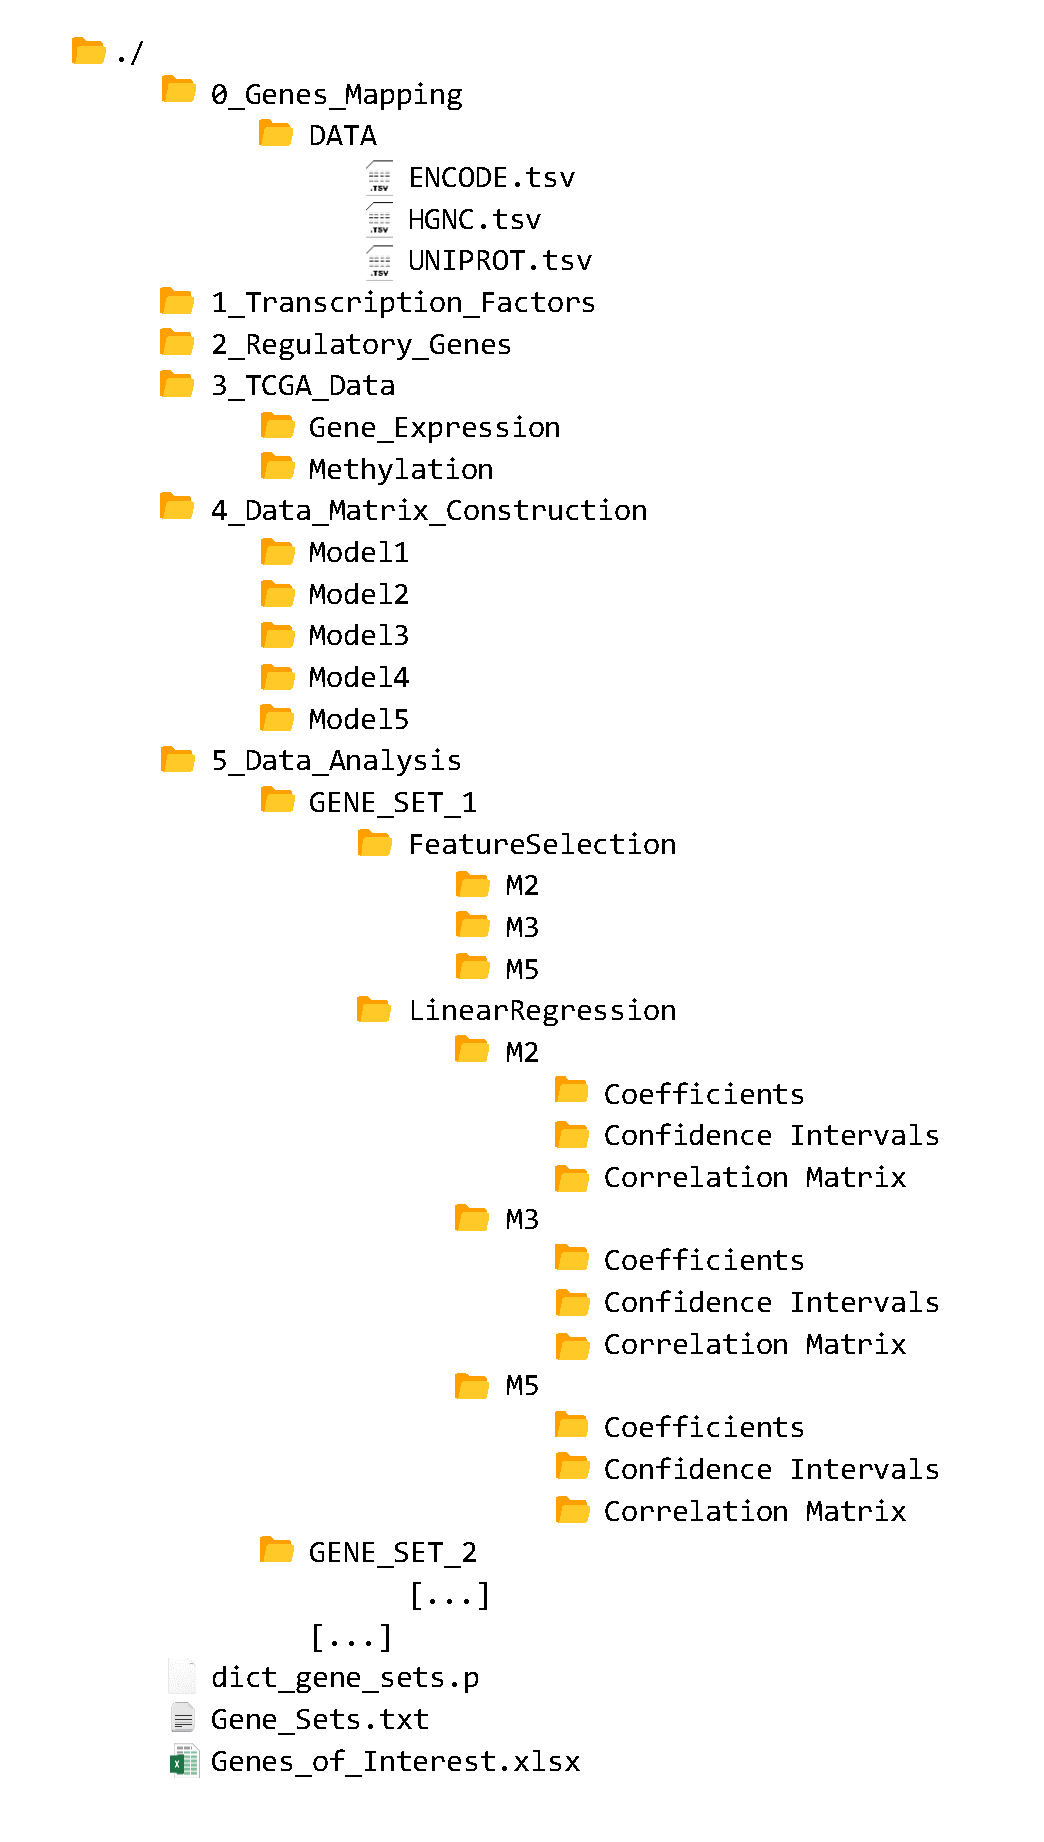 ./
0_Genes_Mapping
DATA
.TSV ENCODE.tsv
.TSV HGNC.tsv
.TSV UNIPROT.tsv
1_Transcription_Factors
2_Regulatory_Genes
3_TCGA_Data
Gene_Expression
Methylation
4_Data_Matrix_Construction
Model1
Model2
Model3
Model4
Model5
5_Data_Analysis
GENE_SET_1
FeatureSelection
M2
M3
M5
LinearRegression
M2
Coefficients
Confidence Intervals
Correlation Matrix
M3
Coefficients
Confidence Intervals
Correlation Matrix
M5
Coefficients
Confidence Intervals
Correlation Matrix
GENE_SET_2
[...]
[...]
dict_gene_sets.p
Gene_Sets.txt
X Genes_of_Interest.xlsx